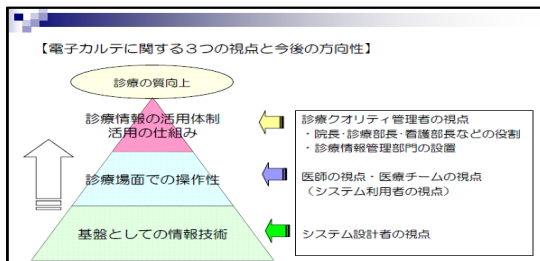 【電子カルテに関する3つの視点と今後の方向性】
診療の質向上
診療情報の活用体制
活用の仕組み
診療場面での操作性
基盤としての情報技術
診療クオリティ管理者の視点
・院長・診療部長・看護部長などの役割
・診療情報管理部門の設置
医師の視点・医療チームの視点
（システム利用者の視点）
システム設計者の視点